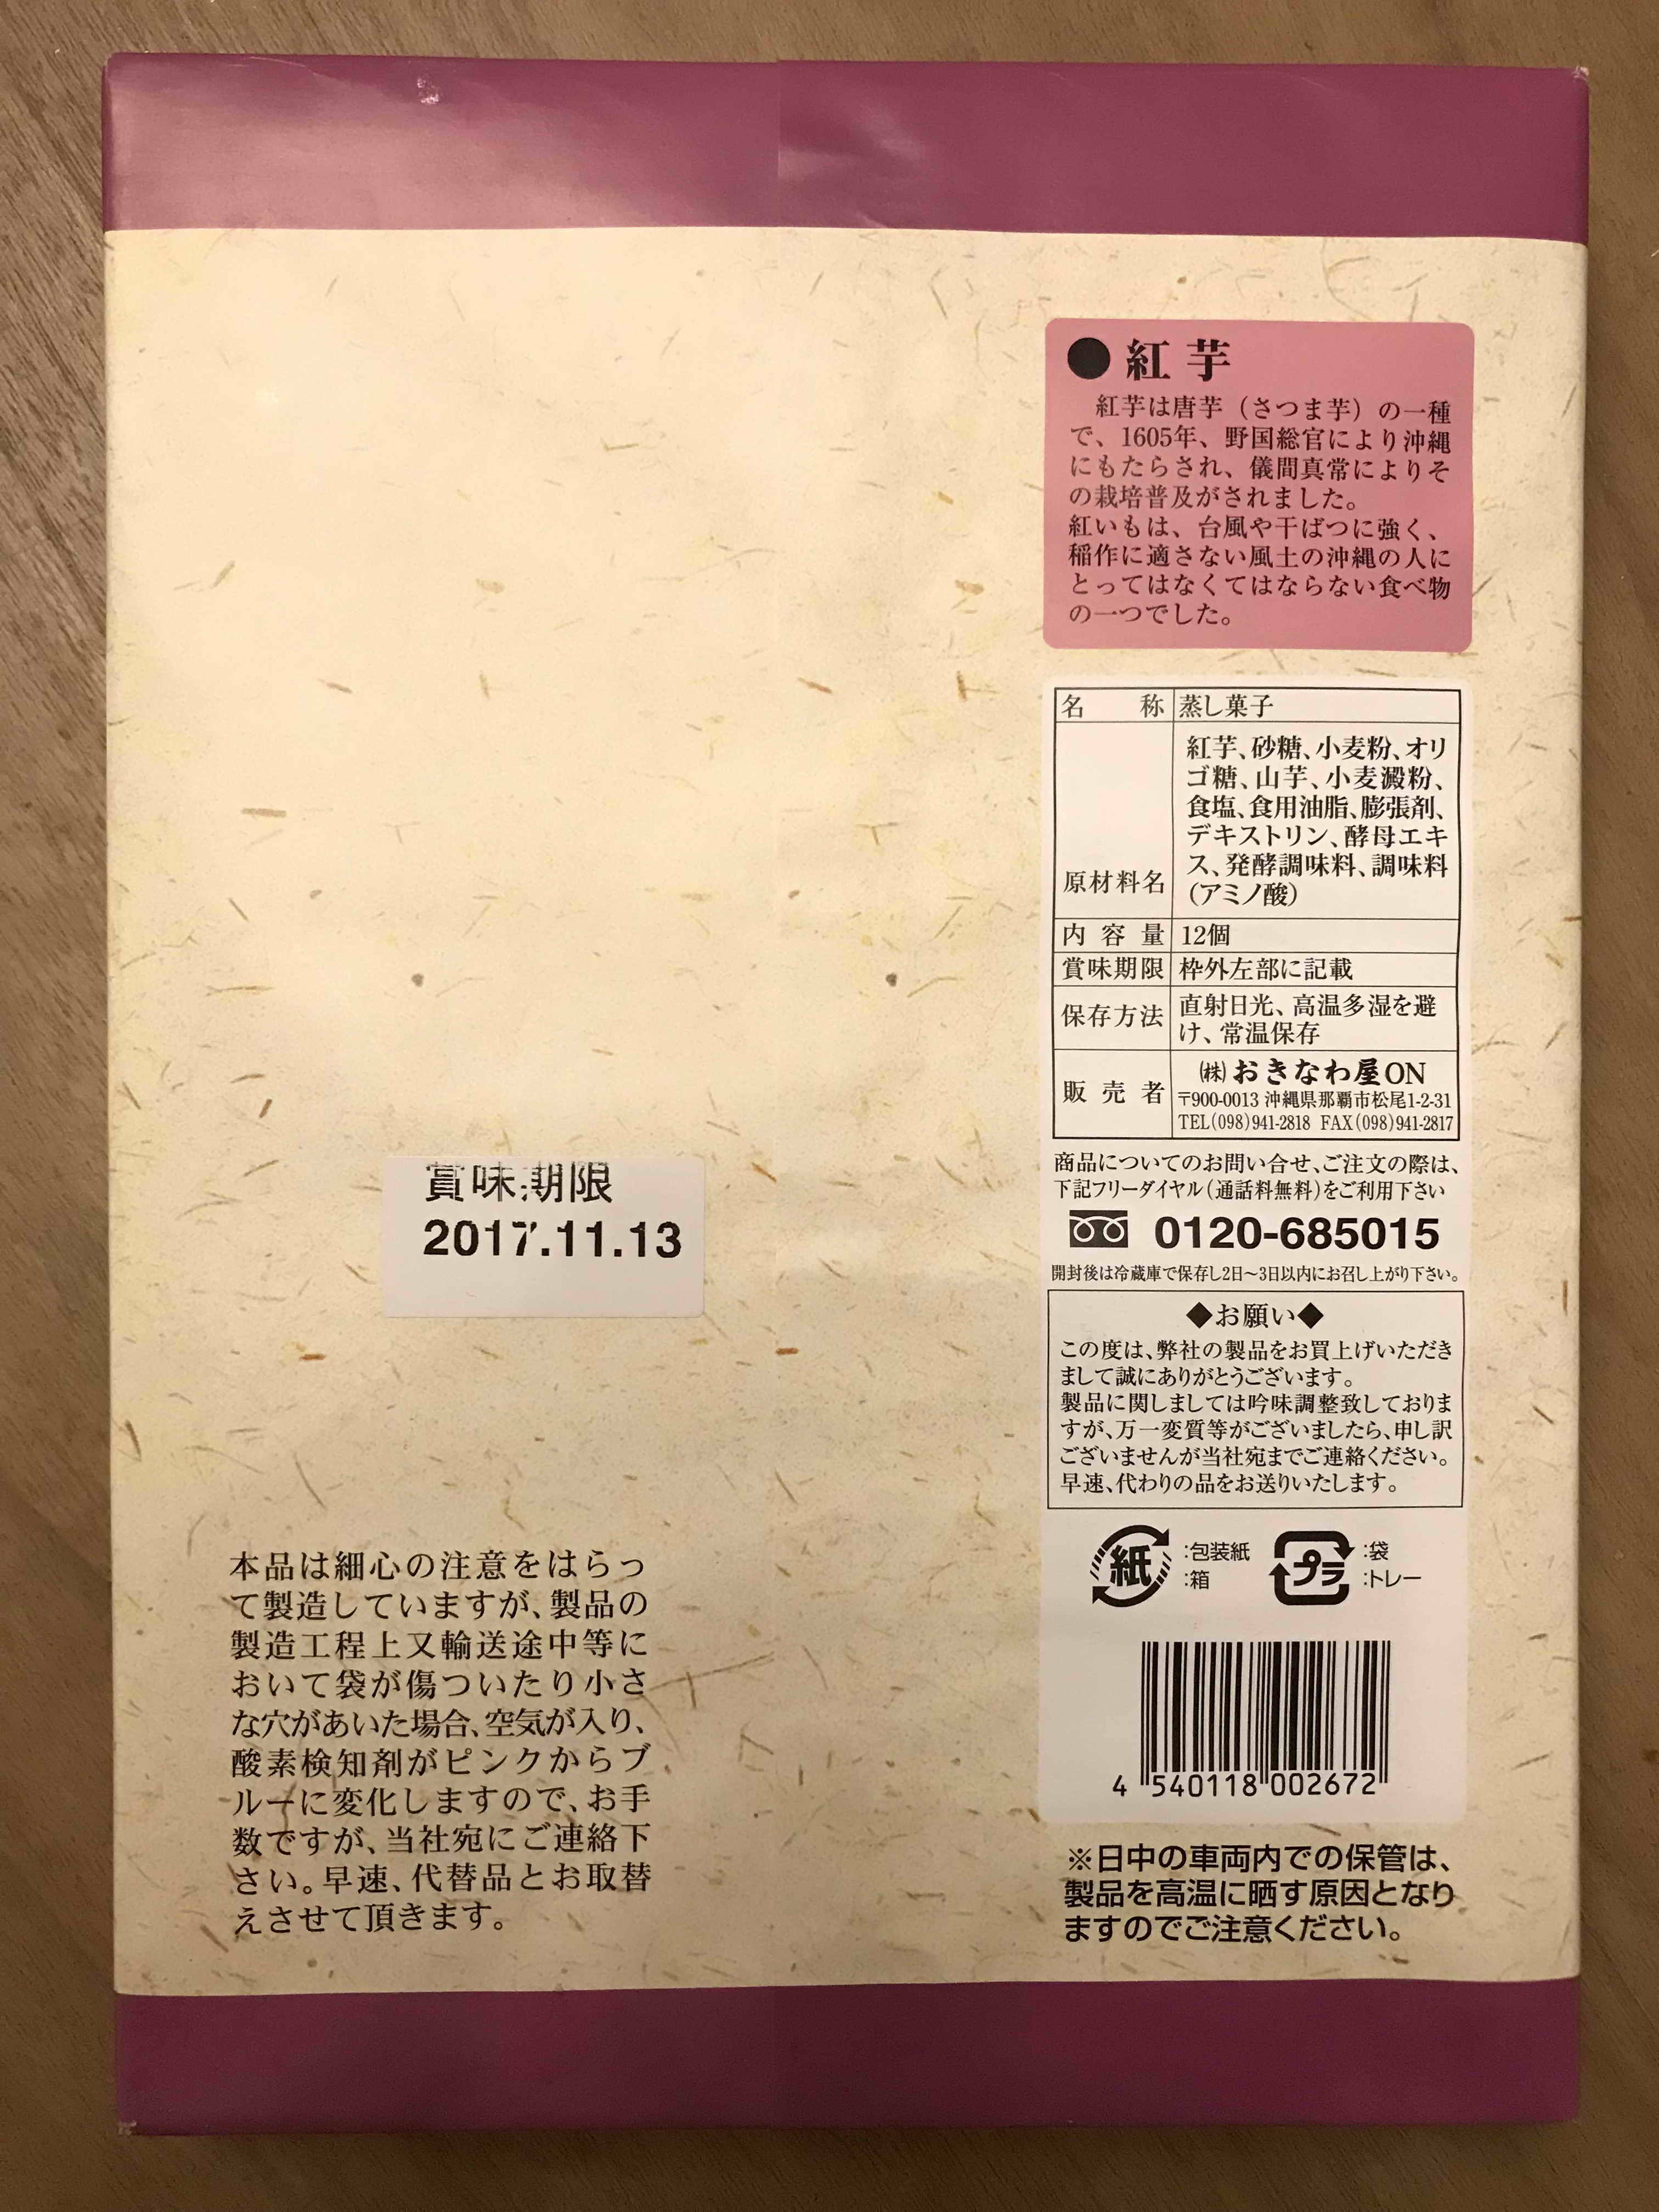 ●紅芋
紅芋は唐芋（さつま芋）の一種
で、1605年、野国総官により沖縄
にもたらされ、儀間真常によりそ
の栽培普及がされました。
紅いもは、台風や干ばつに強く、
稲作に適さない風土の沖縄の人に
とってはなくてはならない食べ物
の一つでした。
名称 蒸し菓子
原材料名 紅芋、砂糖、小麦粉、オリ
ゴ糖、山芋、小麦澱粉、
食塩、食用油脂、膨張剤、
デキストリン、酵母エキ
ス、発酵調味料、調味料
（アミノ酸）
内容量 12個
賞味期限 枠外左部に記載
保存方法 直射日光、高温多湿を避
け、常温保存
販売者 ㈱おきなわ屋ON
〒900-0013 沖縄県那覇市松尾1-2-31
TEL(098)941-2818 FAX(098)941-2817
商品についてのお問い合せ、ご注文の際は、
下記フリーダイヤル（通話料無料）をご利用下さい
0120-685015
開封後は冷蔵庫で保存し2日〜3日以内にお召し上がり下さい。
◆お願い◆
この度は、弊社の製品をお買上げいただき
まして誠にありがとうございます。
製品に関しましては吟味調整致しておりま
すが、万一変質等がございましたら、申し訳
ございませんが当社宛までご連絡ください。
早速、代わりの品をお送りいたします。
紙 :包装紙
:箱
プラ :袋
:トレー
4 540118 002672
※日中の車両内での保管は、
製品を高温に晒す原因となり
ますのでご注意ください。
賞味期限
2017.11.13
本品は細心の注意をはらっ
て製造していますが、製品の
製造工程上又輸送途中等に
おいて袋が傷ついたり小さ
な穴があいた場合、空気が入り、
酸素検知剤がピンクからブ
ルーに変化しますので、お手
数ですが、当社宛にご連絡下
さい。早速、代替品とお取替
えさせて頂きます。